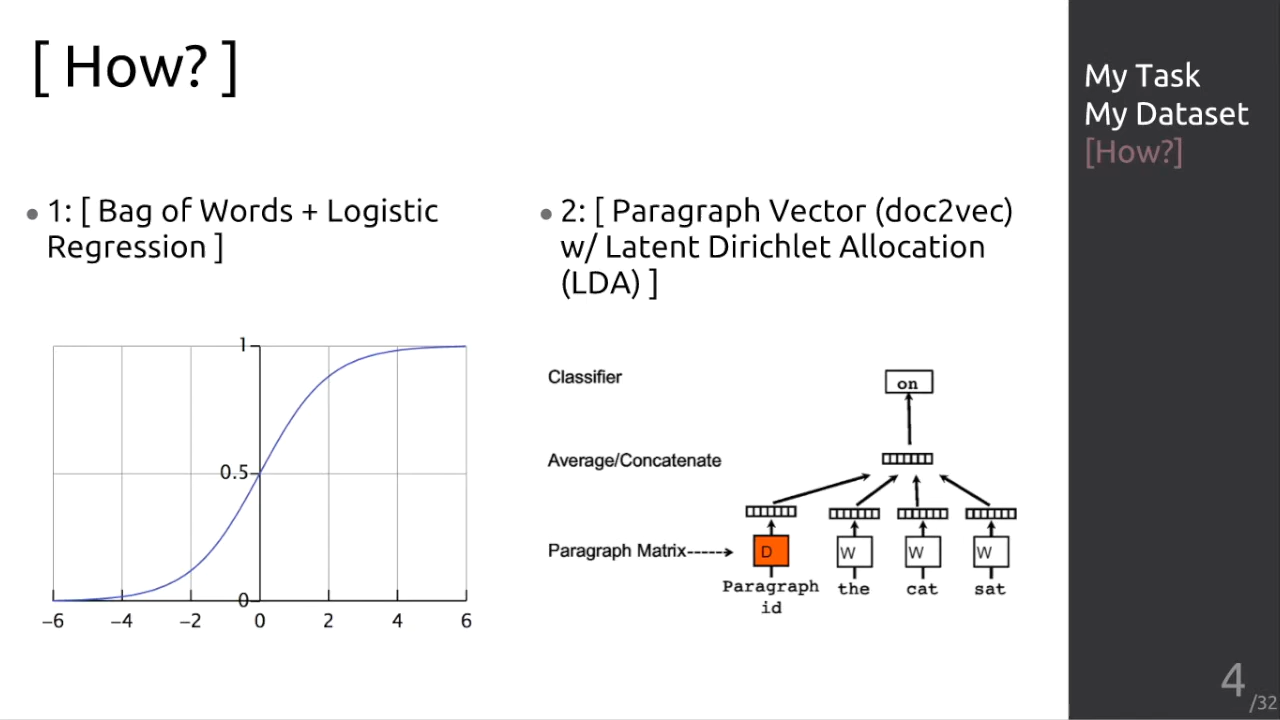 [ How? ]
• 1: [ Bag of Words + Logistic
Regression ]
1
0.5
0
−6 −4 −2 0 2 4 6
• 2: [ Paragraph Vector (doc2vec)
w/ Latent Dirichlet Allocation
(LDA) ]
Classifier
on
Average/Concatenate
Paragraph Matrix----->
D W W W
Paragraph the cat sat
id
My Task
My Dataset
[How?]
4
/32